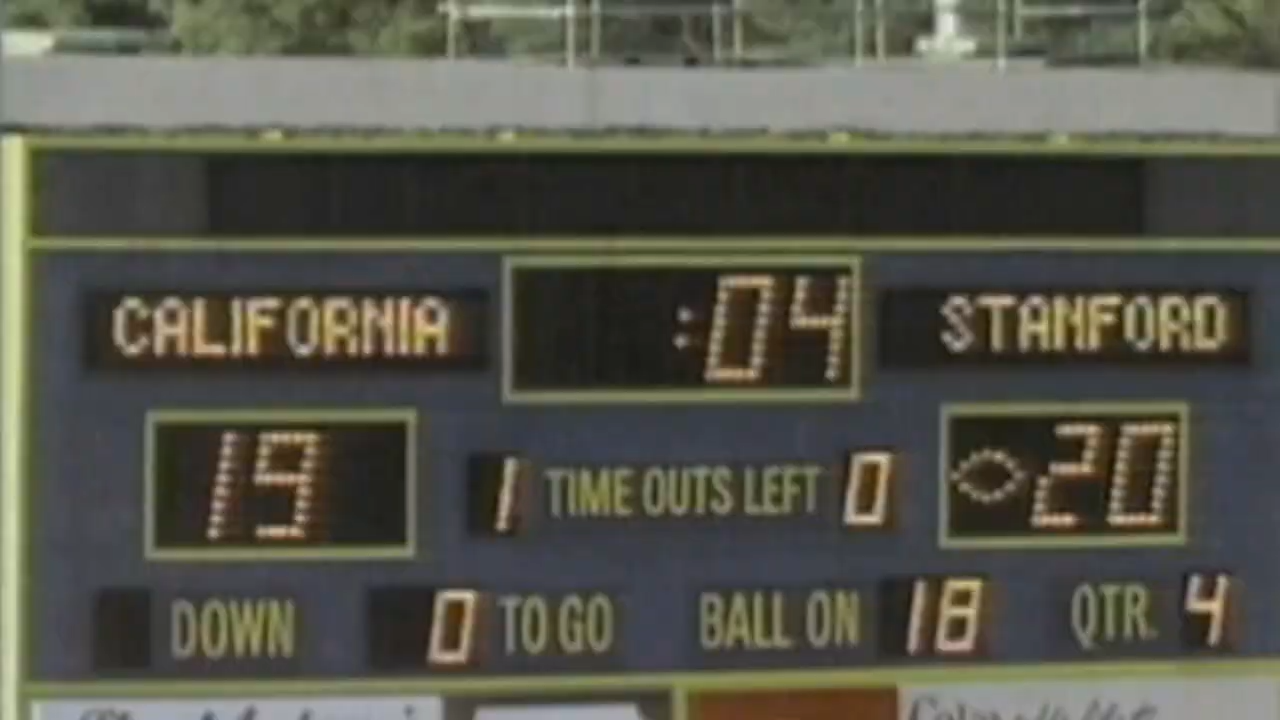 CALIFORNIA :04 STANFORD
19 1 TIME OUTS LEFT 0 20
DOWN 0 TO GO BALL ON 18 QTR. 4